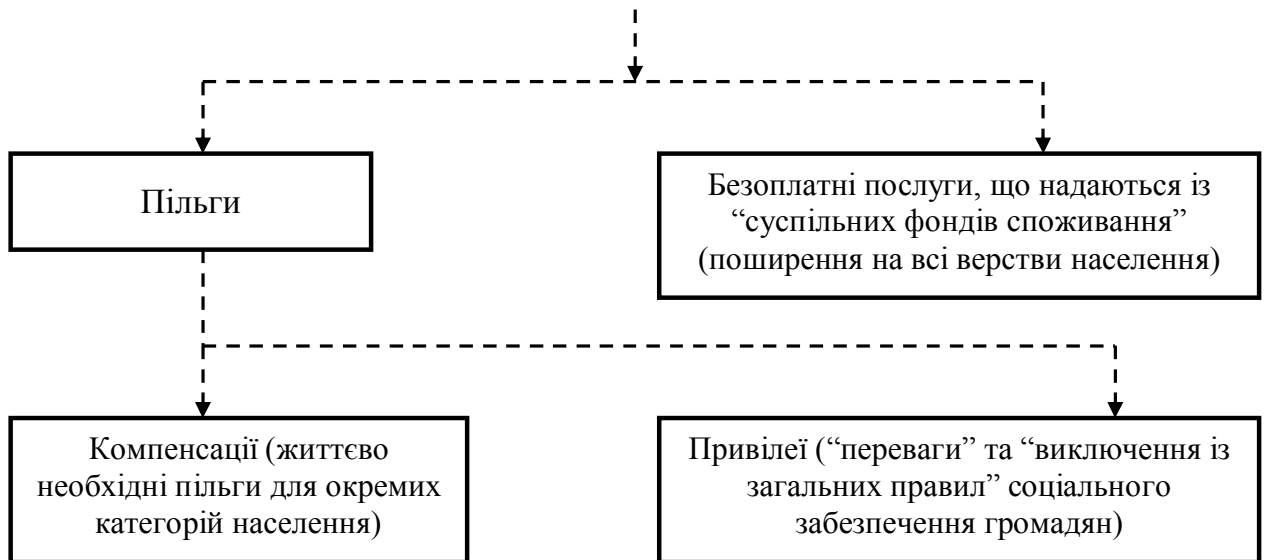 Пільги
Безоплатні послуги, що надаються із
“суспільних фондів споживання”
(поширення на всі верстви населення)
Компенсації (життєво
необхідні пільги для окремих
категорій населення)
Привілеї (“переваги” та “виключення із
загальних правил” соціального
забезпечення громадян)